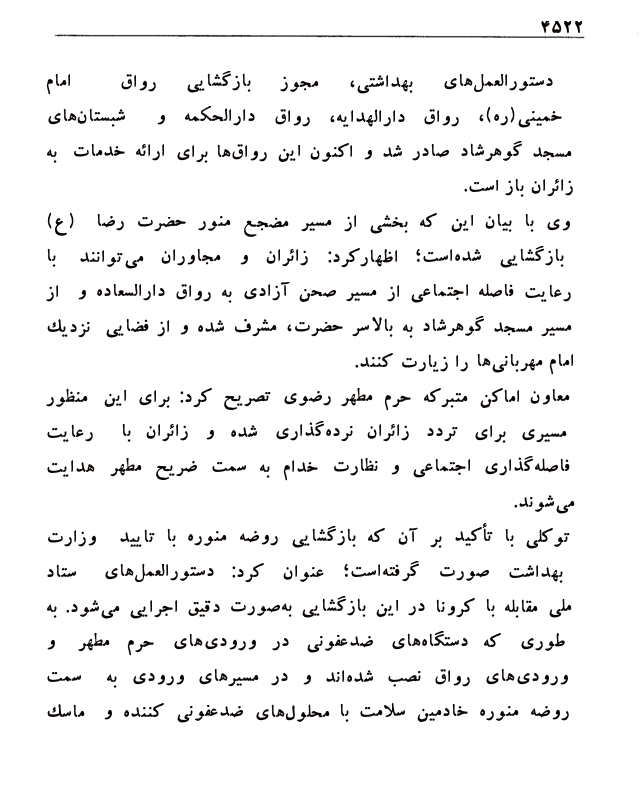 ۴۵۲۲
دستورالعمل‌های بهداشتی، مجوز بازگشایی رواق امام
خمینی(ره)، رواق دارالهدایه، رواق دارالحکمه و شبستان‌های
مسجد گوهرشاد صادر شد و اکنون این رواق‌ها برای ارائه خدمات به
زائران باز است.
وی با بیان این که بخشی از مسیر مضجع منور حضرت رضا (ع)
بازگشایی شده‌است؛ اظهارکرد: زائران و مجاوران می‌توانند با
رعایت فاصله اجتماعی از مسیر صحن آزادی به رواق دارالسعاده و از
مسیر مسجد گوهرشاد به بالاسر حضرت، مشرف شده و از فضایی نزدیك
امام مهربانی‌ها را زیارت کنند.
معاون اماکن متبرکه حرم مطهر رضوی تصریح کرد: برای این منظور
مسیری برای تردد زائران نرده‌گذاری شده و زائران با رعایت
فاصله‌گذاری اجتماعی و نظارت خدام به سمت ضریح مطهر هدایت
می‌شوند.
توکلی با تأکید بر آن که بازگشایی روضه منوره با تایید وزارت
بهداشت صورت گرفته‌است؛ عنوان کرد: دستورالعمل‌های ستاد
ملی مقابله با کرونا در این بازگشایی به‌صورت دقیق اجرایی می‌شود. به
طوری که دستگاه‌های ضدعفونی در ورودی‌های حرم مطهر و
ورودی‌های رواق نصب شده‌اند و در مسیرهای ورودی به سمت
روضه منوره خادمین سلامت با محلول‌های ضدعفونی کننده و ماسك